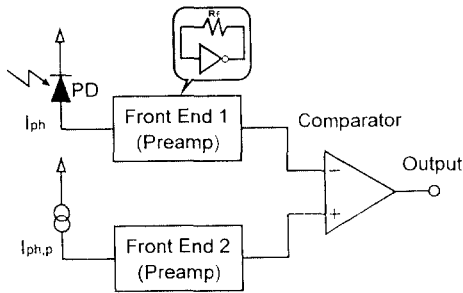 Rf
PD
Iph
Front End 1
(Preamp)
Comparator
−
+
Output
Iph,p
Front End 2
(Preamp)